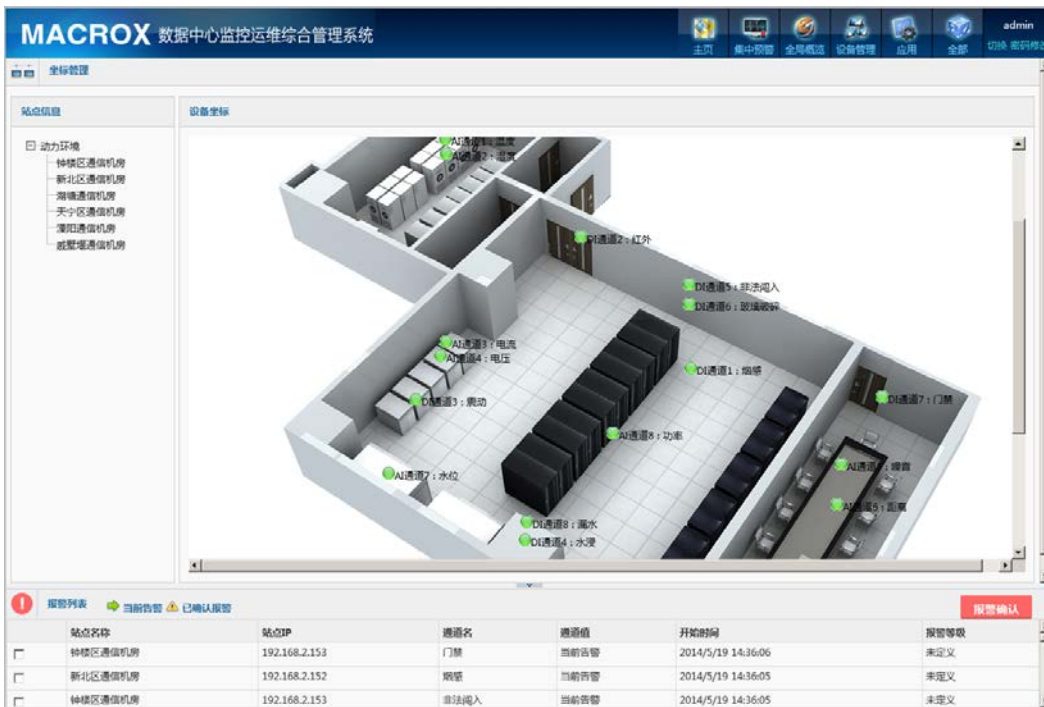 MACROX 数据中心监控运维综合管理系统
主页 集中预警 全局概览 设备管理 应用 全部
admin
切换 密码修改
坐标管理
站点信息
设备坐标
动力环境
钟楼区通信机房
新北区通信机房
湖塘通信机房
天宁区通信机房
溧阳通信机房
戚墅堰通信机房
AI通道1：温度
AI通道2：湿度
DI通道2：红外
DI通道5：非法闯入
DI通道6：玻璃破碎
AI通道3：电流
AI通道4：电压
DI通道1：烟感
DI通道3：震动
DI通道7：门禁
AI通道8：功率
AI通道7：水位
：噪音
：距离
DI通道8：漏水
DI通道4：水浸
报警列表 当前告警 已确认报警
报警确认
站点名称 站点IP 通道名 通道值 开始时间 报警等级
钟楼区通信机房 192.168.2.153 门禁 当前告警 2014/5/19 14:36:06 未定义
新北区通信机房 192.168.2.152 烟感 当前告警 2014/5/19 14:36:05 未定义
钟楼区通信机房 192.168.2.153 非法闯入 当前告警 2014/5/19 14:36:05 未定义